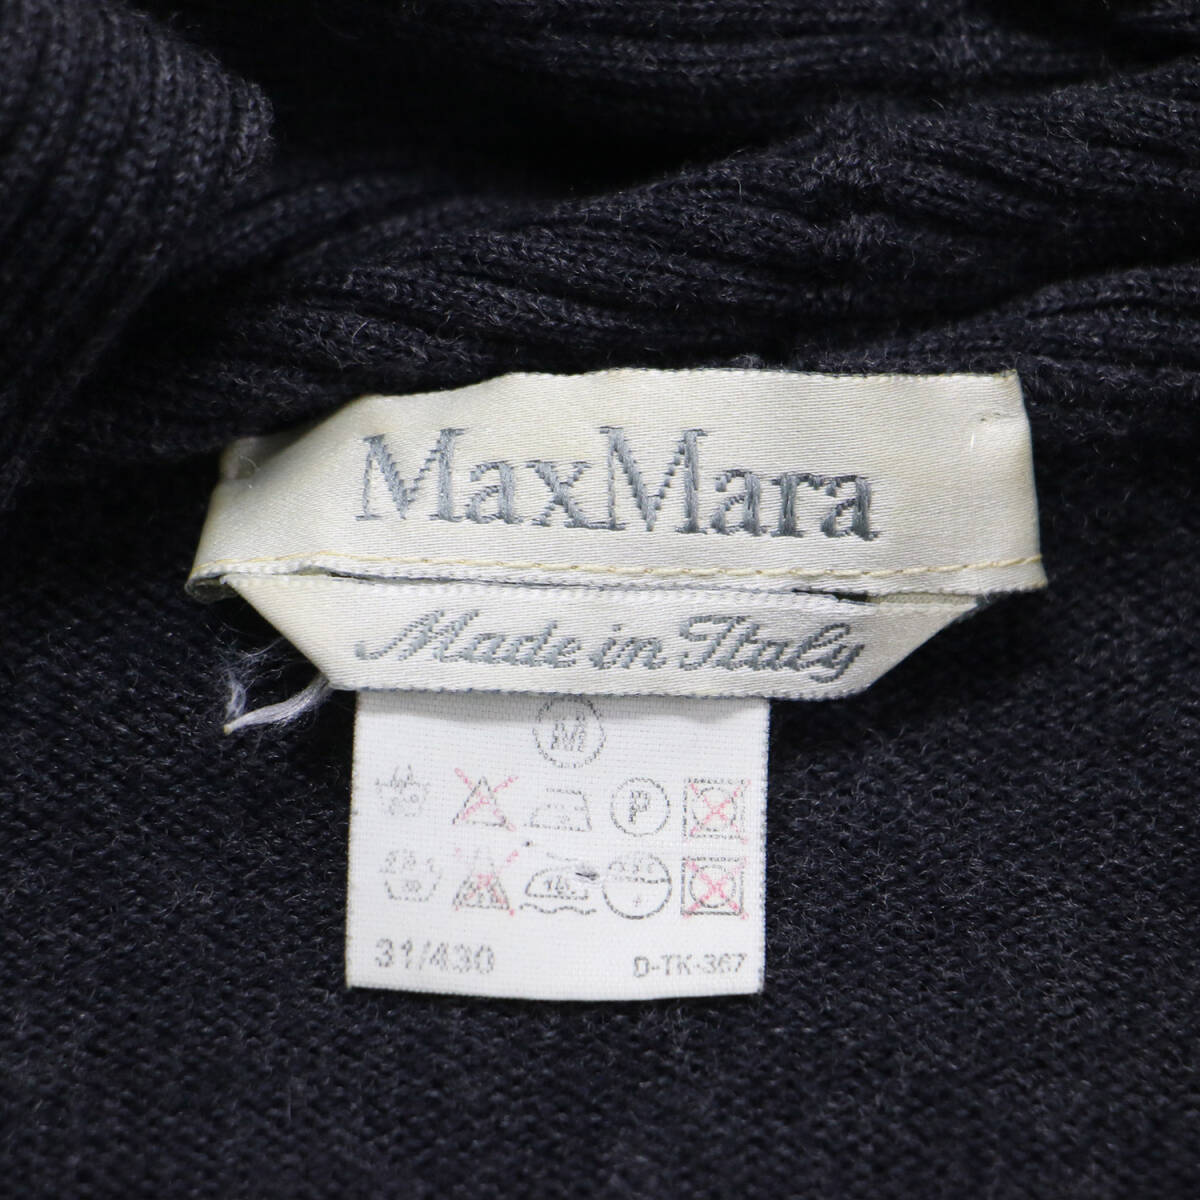 MaxMara
Made in Italy
M
P
31/430
D-TK-367